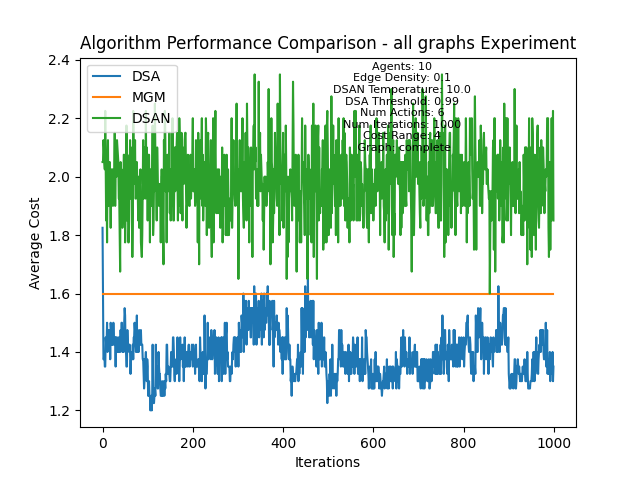 Algorithm Performance Comparison - all graphs Experiment
2.4
2.2
2.0
1.8
1.6
1.4
1.2
Average Cost
DSA
MGM
DSAN
Agents: 10
Edge Density: 0.1
DSAN Temperature: 10.0
DSA Threshold: 0.99
Num Actions: 6
Num Iterations: 1000
Cost Range: 4
Graph: complete
0
200
400
600
800
1000
Iterations